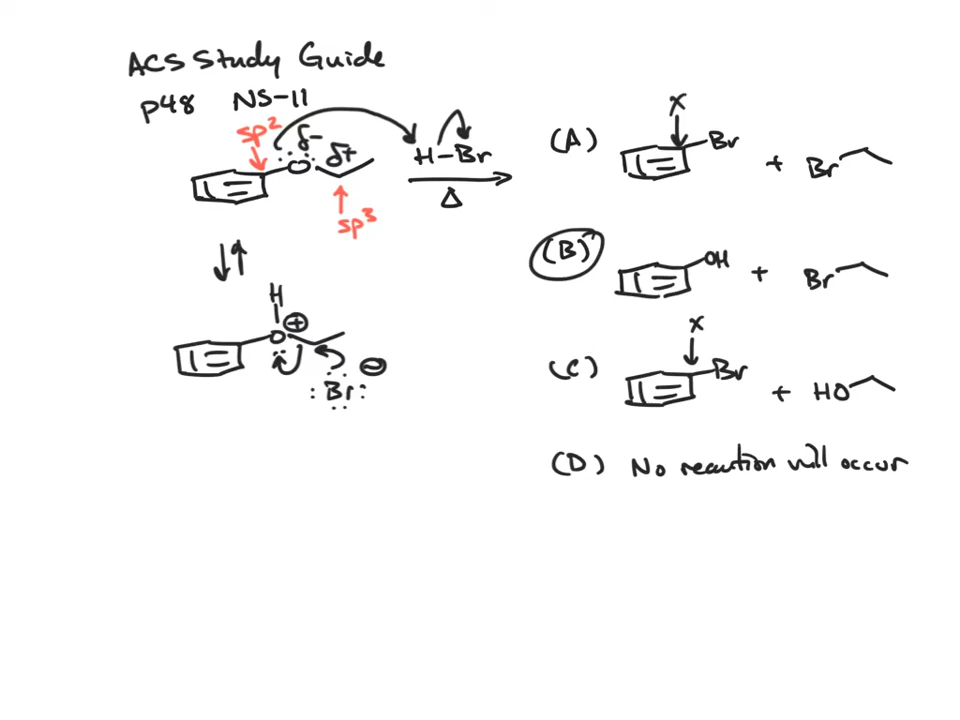 ACS Study Guide
p48 NS-11
sp²
δ-
δ+
O
H-Br
Δ
sp³
H
⊕
O
:Br:
⊖
(A)
x
Br
+ Br
(B)
OH
+ Br
(C)
x
Br
+ HO
(D) No reaction will occur